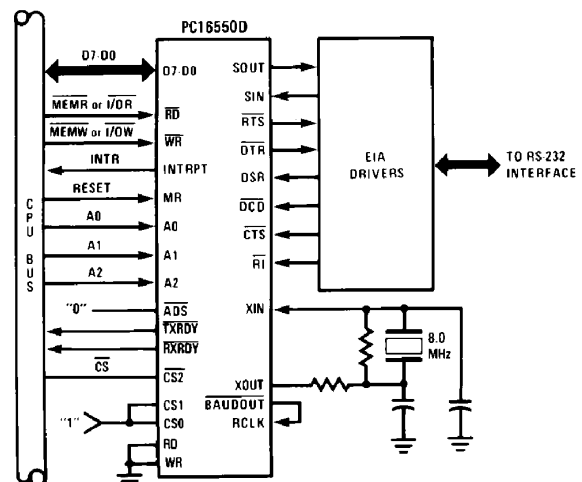 PC16550D
D7-D0
D7-D0
MEMR or I/OR
RD
MEMW or I/OW
WR
INTR
INTRPT
RESET
MR
A0
A0
A1
A1
A2
A2
"0"
ADS
TXRDY
RXRDY
CS
CS2
"1"
CS1
CS0
RD
WR
CPU BUS
SOUT
SIN
RTS
DTR
DSR
DCD
CTS
RI
XIN
XOUT
BAUDOUT
RCLK
EIA
DRIVERS
TO RS-232
INTERFACE
8.0
MHz